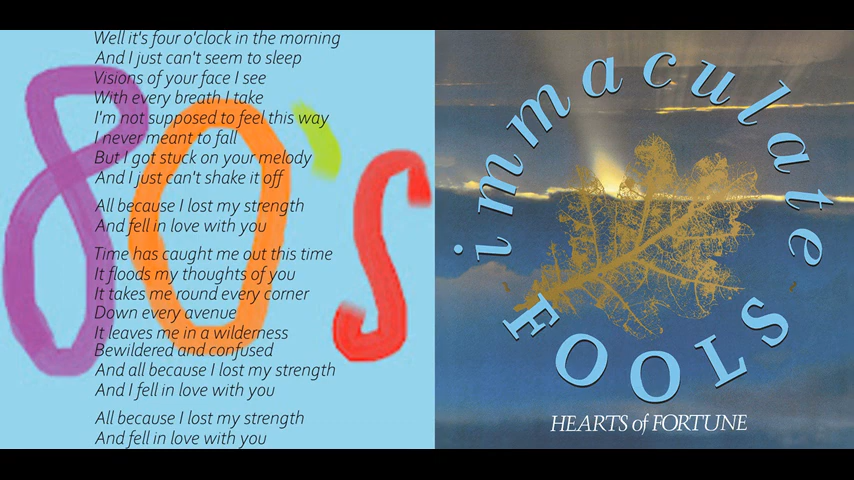 Well it's four o'clock in the morning
And I just can't seem to sleep
Visions of your face I see
With every breath I take
I'm not supposed to feel this way
I never meant to fall
But I got stuck on your melody
And I just can't shake it off
All because I lost my strength
And fell in love with you
Time has caught me out this time
It floods my thoughts of you
It takes me round every corner
Down every avenue
It leaves me in a wilderness
Bewildered and confused
And all because I lost my strength
And I fell in love with you
All because I lost my strength
And fell in love with you
80's
immaculate
FOOLS
HEARTS of FORTUNE